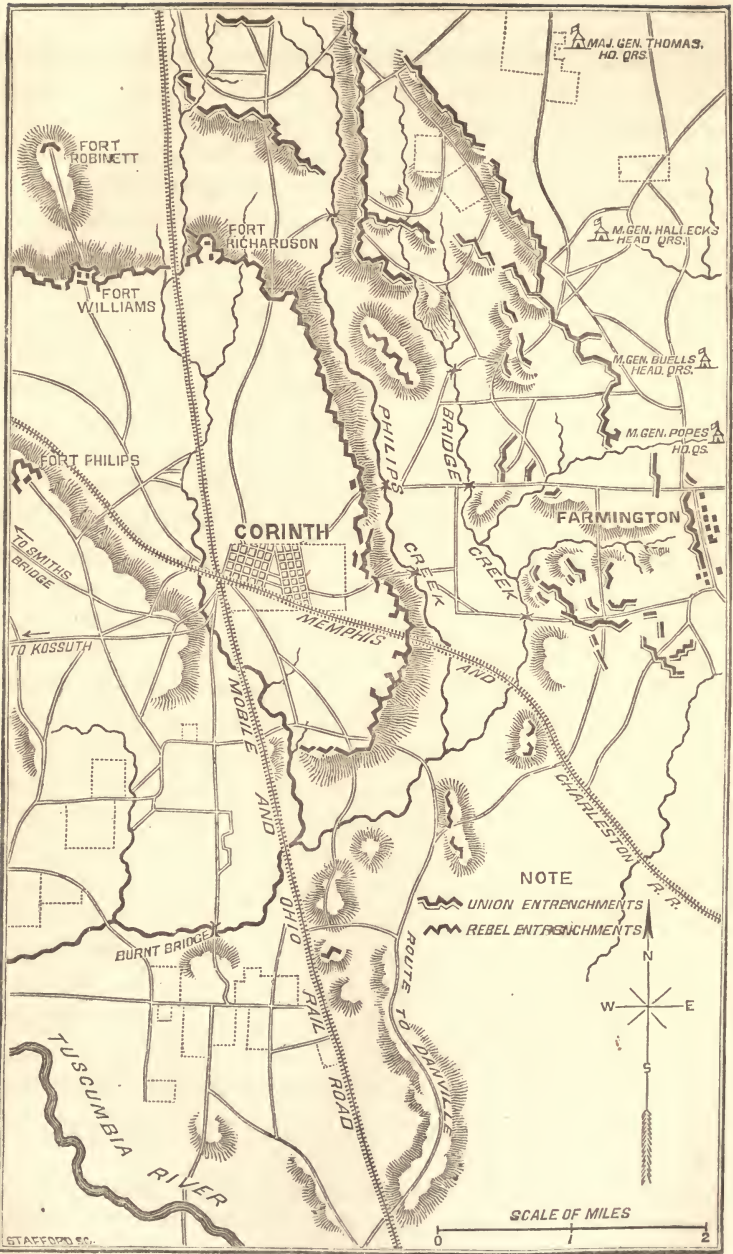 MAJ. GEN. THOMAS,
HD. QRS.
FORT
ROBINETT
FORT
RICHARDSON
M. GEN. HALLECKS
HEAD QRS.
FORT
WILLIAMS
M. GEN. BUELLS
HEAD. QRS.
M. GEN. POPES
HD. QS.
FORT PHILIPS
PHILIPS
CREEK
BRIDGE
CREEK
FARMINGTON
CORINTH
TO SMITHS
BRIDGE
TO KOSSUTH
MEMPHIS AND CHARLESTON R. R.
MOBILE AND OHIO RAIL ROAD
NOTE
UNION ENTRENCHMENTS
REBEL ENTRENCHMENTS
BURNT BRIDGE
ROUTE TO DANVILLE
N
W E
S
TUSCUMBIA RIVER
SCALE OF MILES
0 1 2
STAFFORD SC.